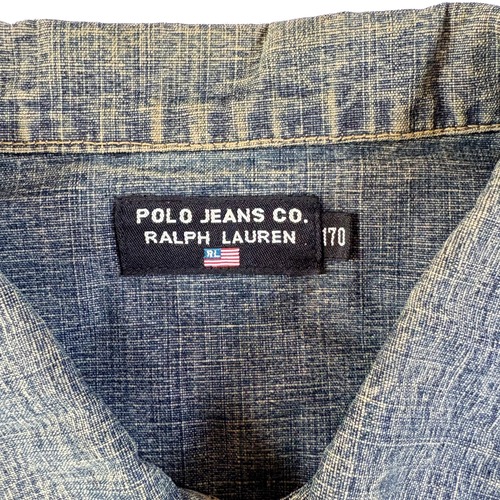 POLO JEANS CO.
RALPH LAUREN
170
RL